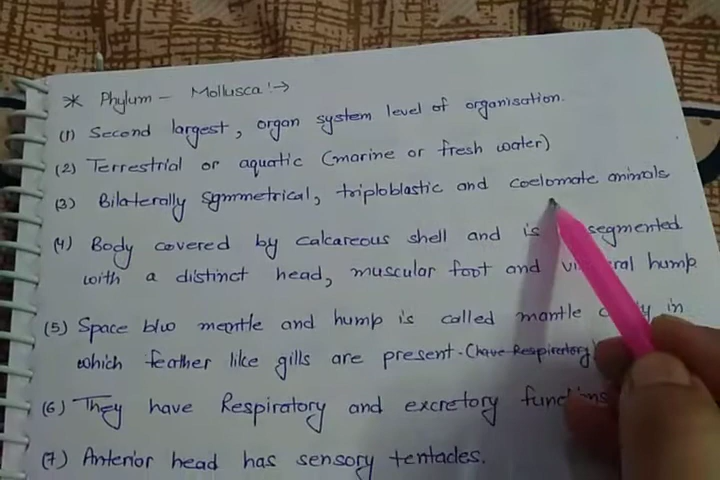 * Phylum - Mollusca :->
(1) Second largest, organ system level of organisation.
(2) Terrestrial or aquatic (marine or fresh water)
(3) Bilaterally symmetrical, triploblastic and coelomate animals
(4) Body covered by calcareous shell and is segmented
with a distinct head, muscular foot and hump
(5) Space b/w mantle and hump is called mantle in
which feather like gills are present. (have Respiratory)
(6) They have Respiratory and excretory
(7) Anterior head has sensory tentacles.